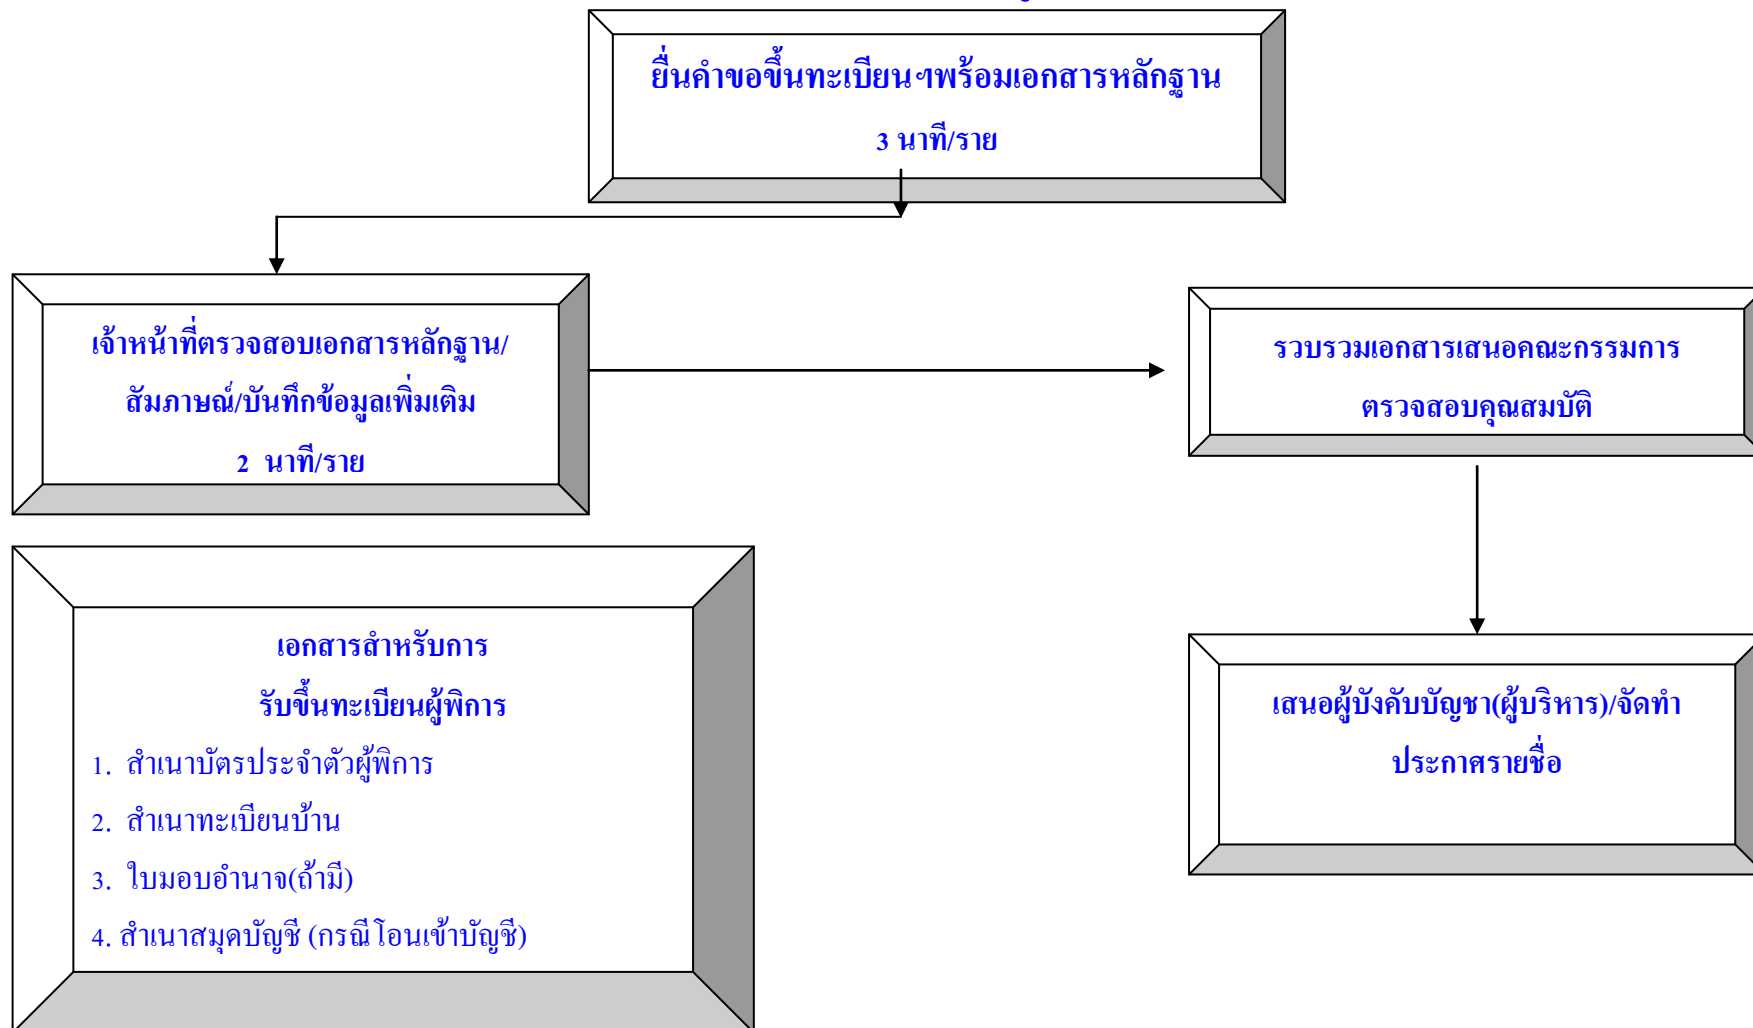 ยื่นคำขอขึ้นทะเบียนฯพร้อมเอกสารหลักฐาน
3 นาที/ราย
เจ้าหน้าที่ตรวจสอบเอกสารหลักฐาน/
สัมภาษณ์/บันทึกข้อมูลเพิ่มเติม
2 นาที/ราย
รวบรวมเอกสารเสนอคณะกรรมการ
ตรวจสอบคุณสมบัติ
เอกสารสำหรับการ
รับขึ้นทะเบียนผู้พิการ
1. สำเนาบัตรประจำตัวผู้พิการ
2. สำเนาทะเบียนบ้าน
3. ใบมอบอำนาจ(ถ้ามี)
4. สำเนาสมุดบัญชี (กรณีโอนเข้าบัญชี)
เสนอผู้บังคับบัญชา(ผู้บริหาร)/จัดทำ
ประกาศรายชื่อ